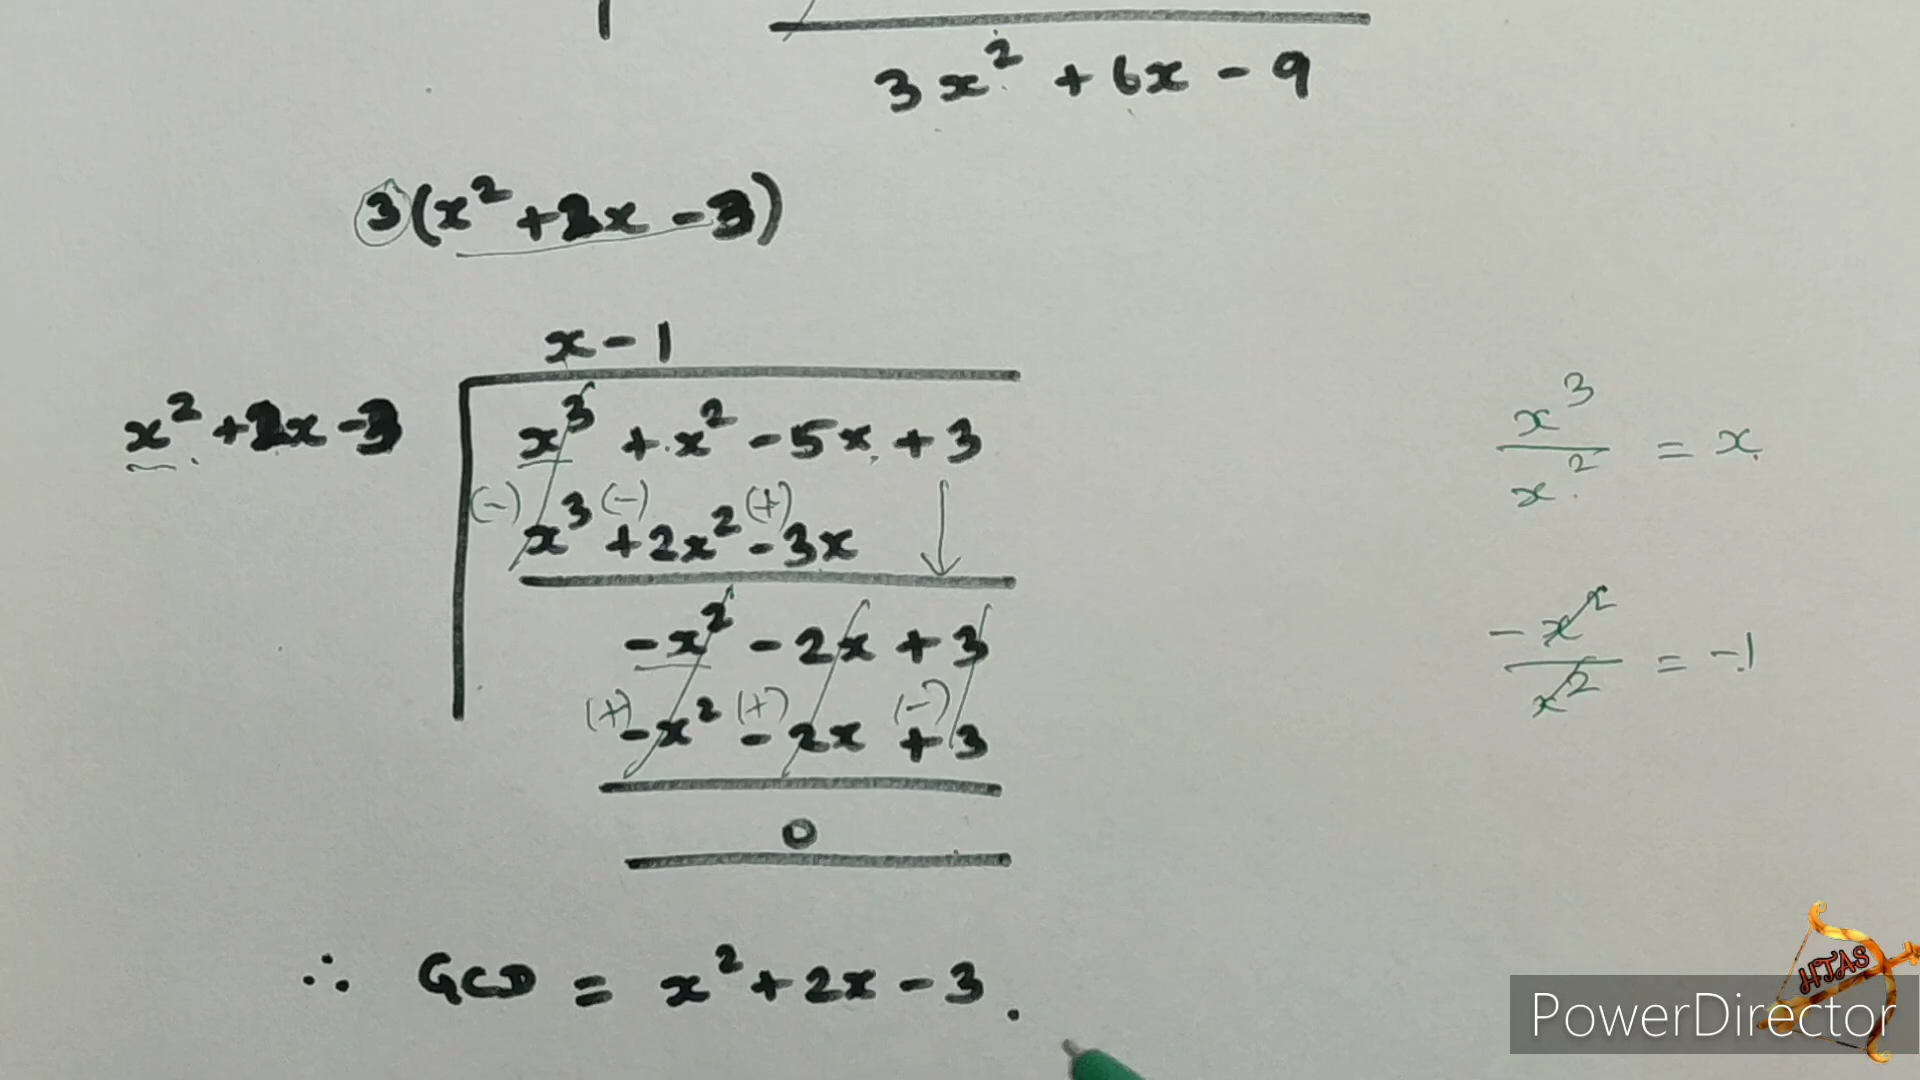 3x² + 6x - 9
3(x² + 2x - 3)
x - 1
x² + 2x - 3
x³ + x² - 5x + 3
(-) (-) (+)
x³ + 2x² - 3x
-x² - 2x + 3
(+) (+) (-)
-x² - 2x + 3
0
∴ GCD = x² + 2x - 3.
x³/x² = x
-x²/x² = -1
HTAS
PowerDirector